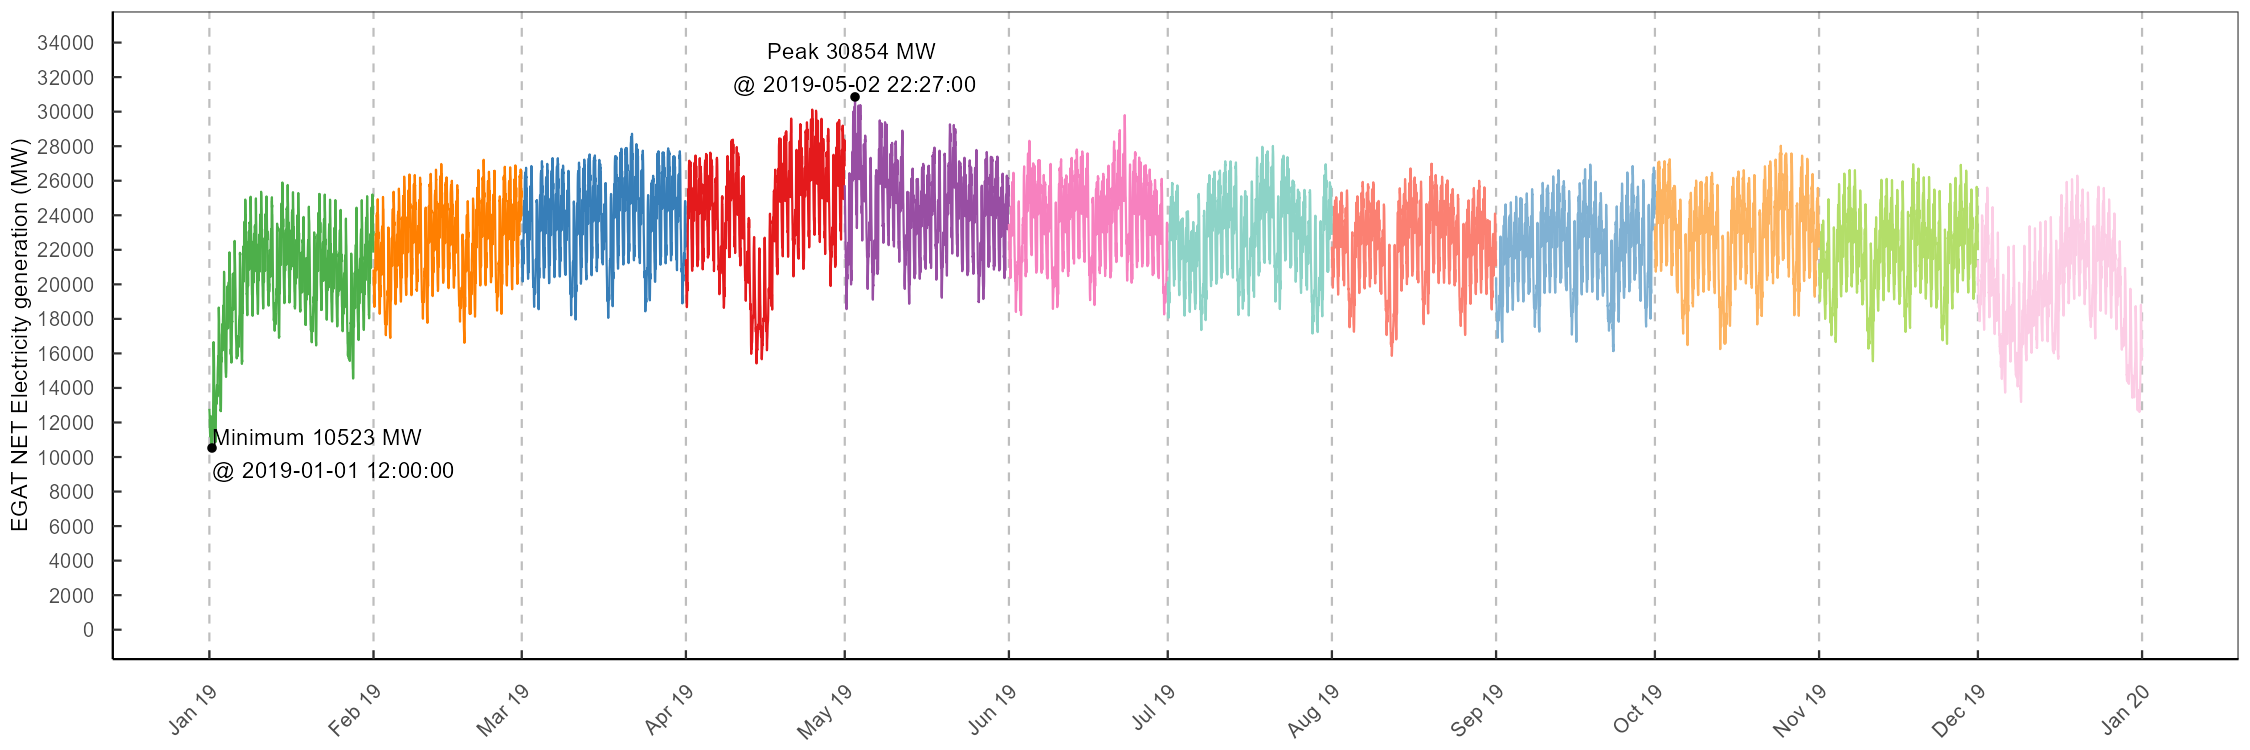 Peak 30854 MW
@ 2019-05-02 22:27:00
Minimum 10523 MW
@ 2019-01-01 12:00:00
EGAT NET Electricity generation (MW)
34000
32000
30000
28000
26000
24000
22000
20000
18000
16000
14000
12000
10000
8000
6000
4000
2000
0
Jan 19
Feb 19
Mar 19
Apr 19
May 19
Jun 19
Jul 19
Aug 19
Sep 19
Oct 19
Nov 19
Dec 19
Jan 20